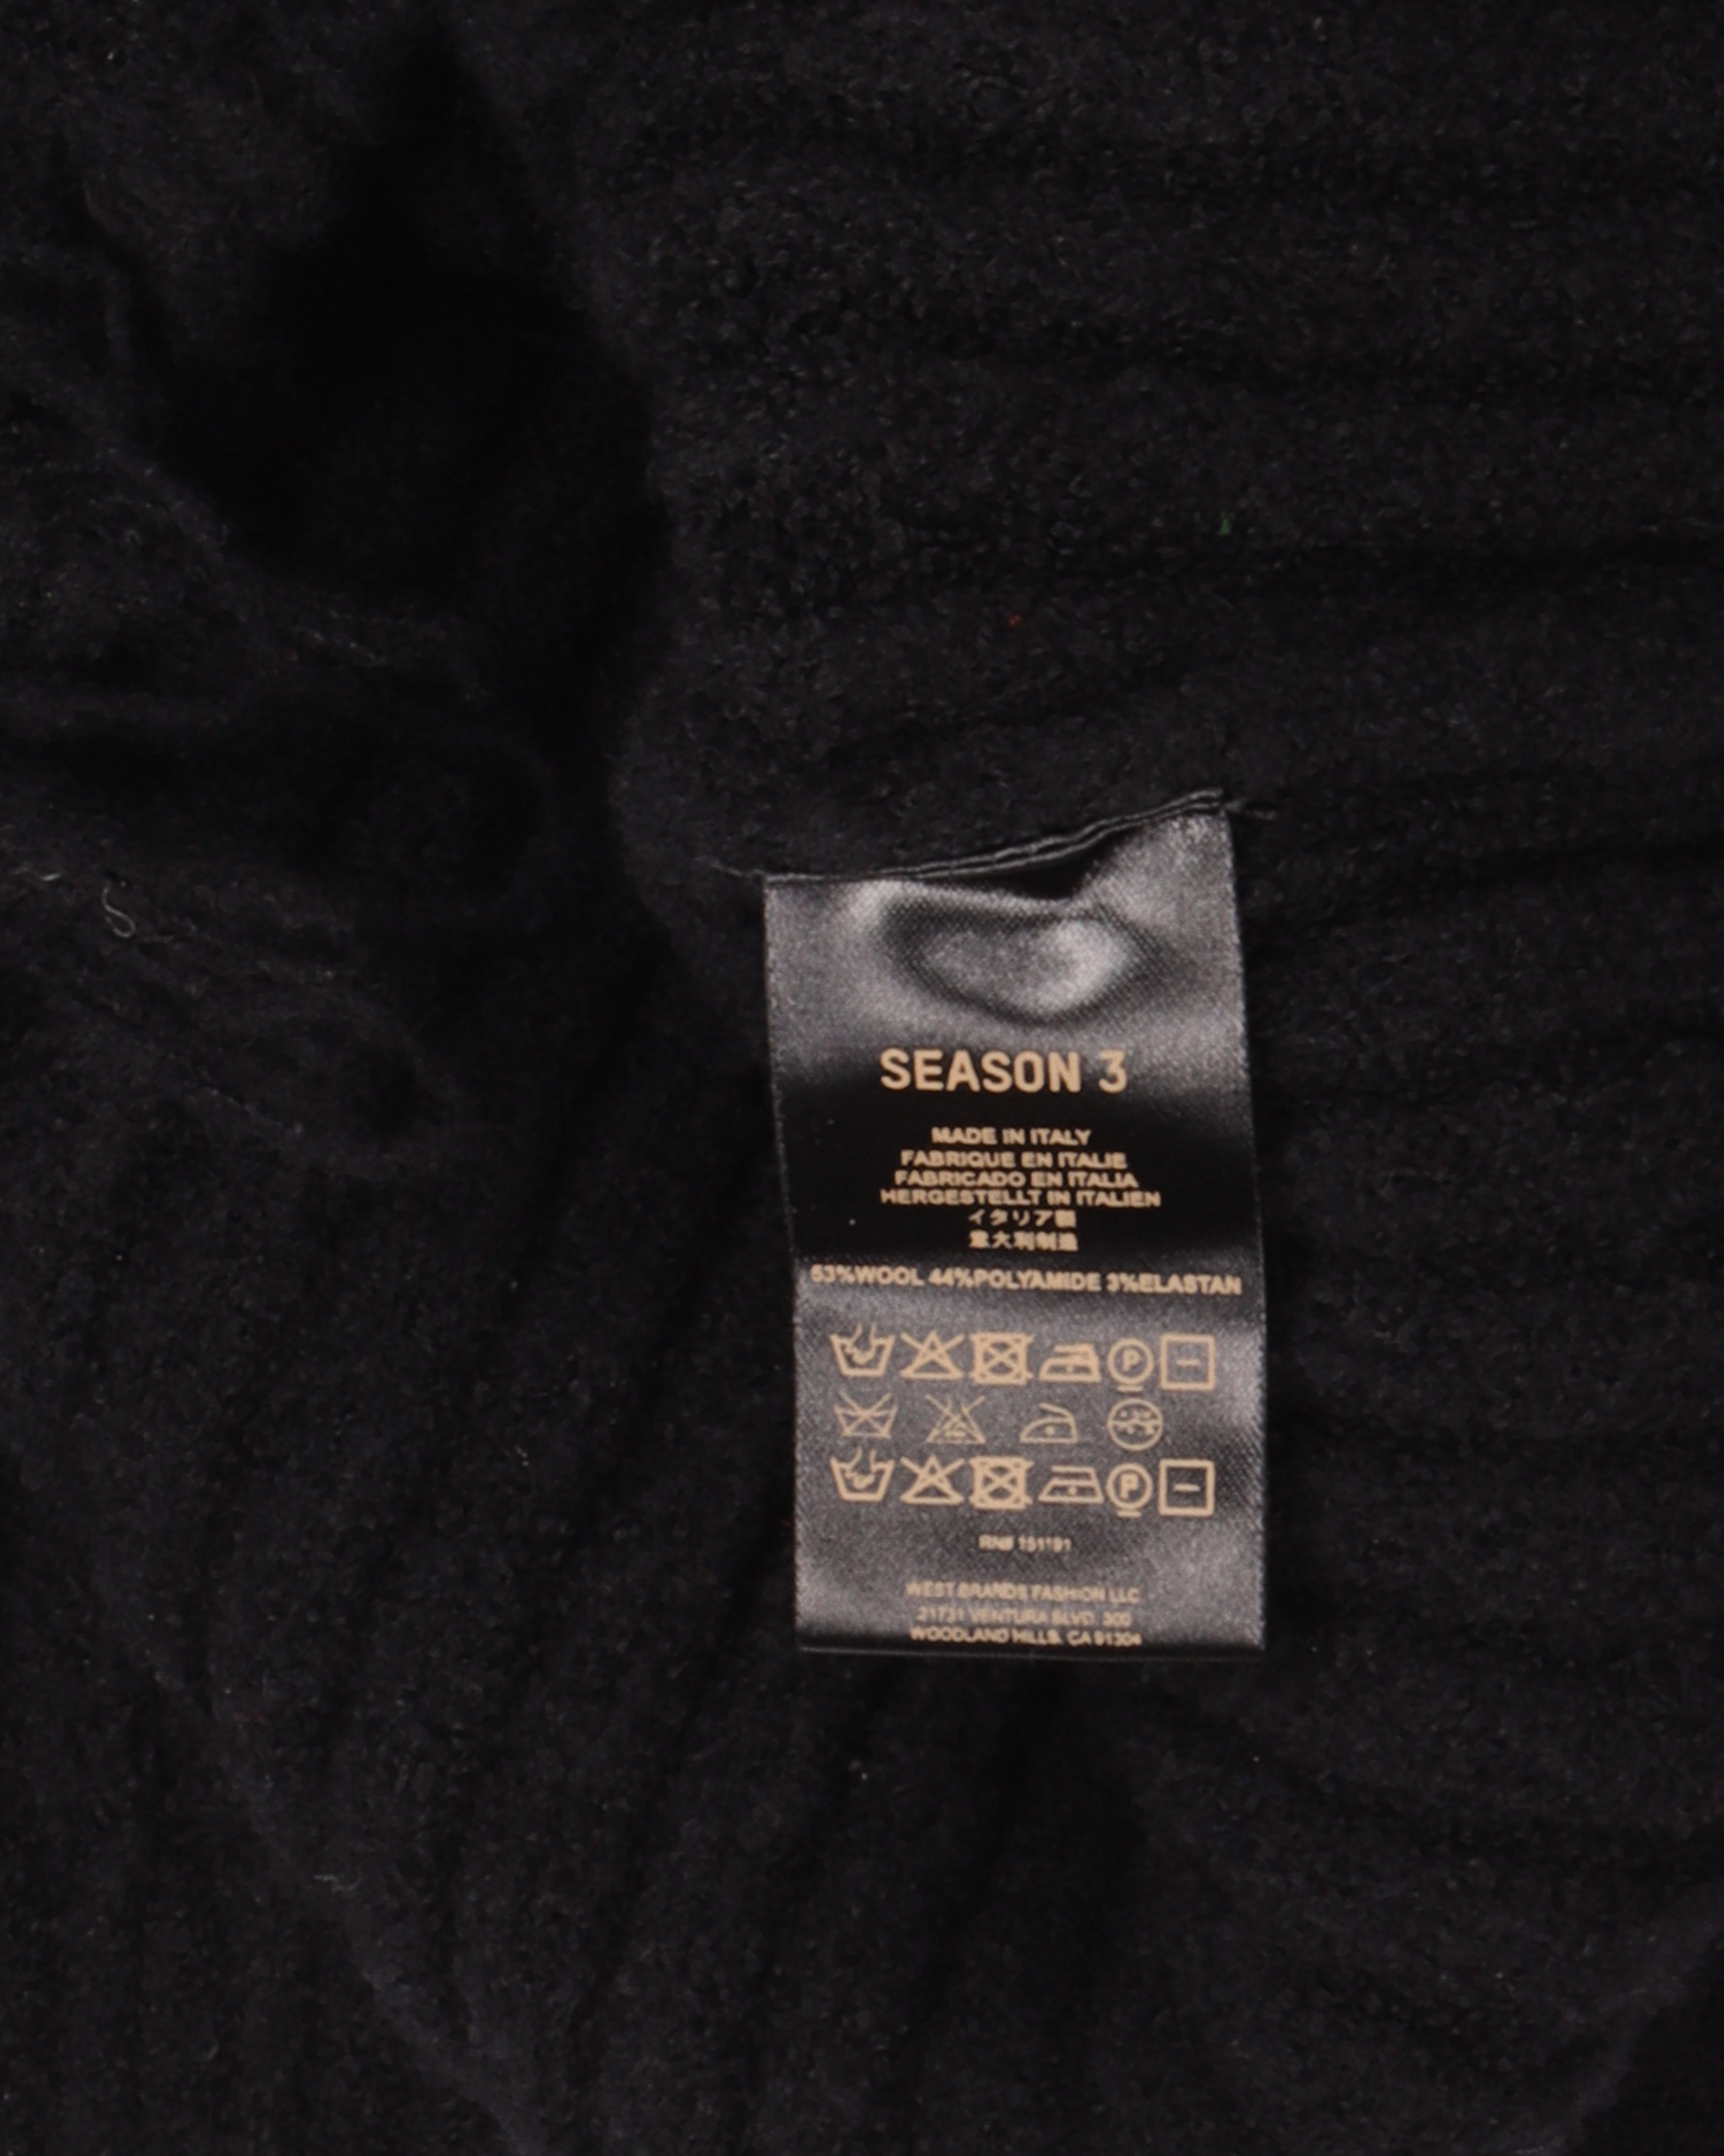 SEASON 3
MADE IN ITALY
FABRIQUE EN ITALIE
FABRICADO EN ITALIA
HERGESTELLT IN ITALIEN
イタリア製
意大利制造
53%WOOL 44%POLYAMIDE 3%ELASTAN
P
P
RN# 151191
WEST BRANDS FASHION LLC
21731 VENTURA BLVD. 300
WOODLAND HILLS, CA 91364